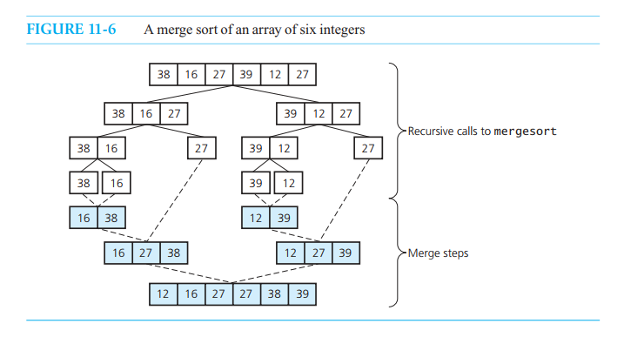 FIGURE 11-6 A merge sort of an array of six integers
38 16 27 39 12 27
38 16 27 39 12 27
38 16 27 39 12 27
Recursive calls to mergesort
38 16 39 12
16 38 12 39
16 27 38 12 27 39
Merge steps
12 16 27 27 38 39